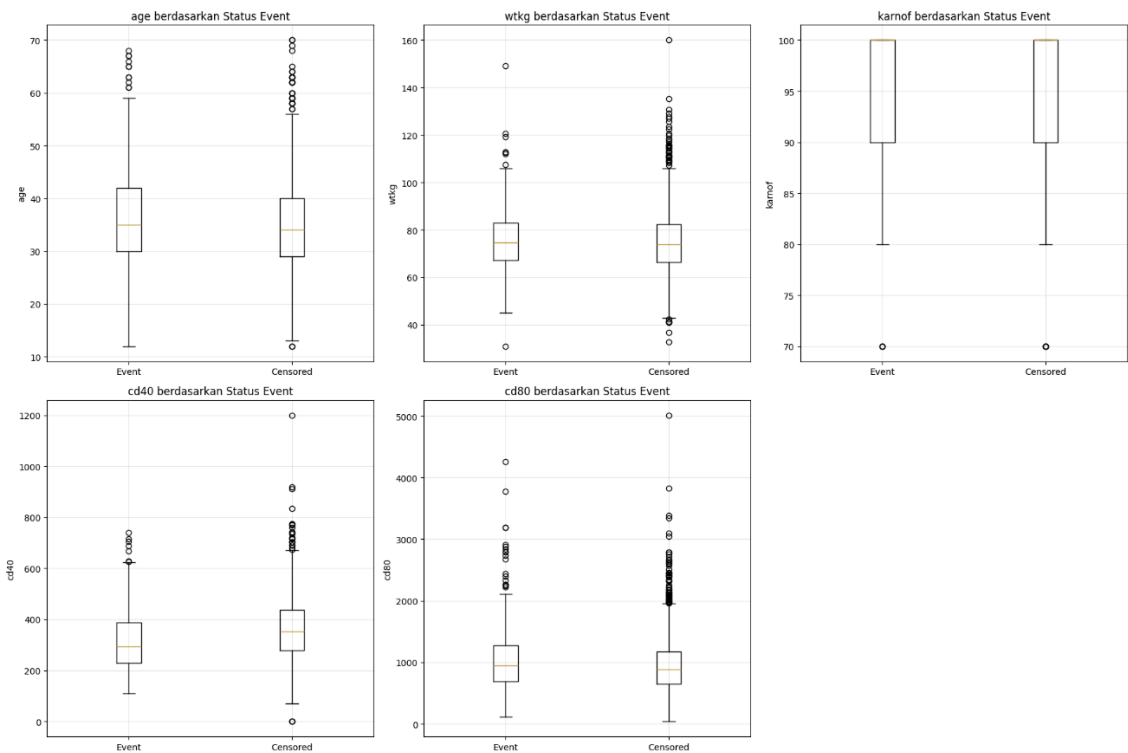 age berdasarkan Status Event
70
60
50
40
30
20
10
age
Event
Censored
wtkg berdasarkan Status Event
160
140
120
100
80
60
40
wtkg
Event
Censored
karnof berdasarkan Status Event
100
95
90
85
80
75
70
karnof
Event
Censored
cd40 berdasarkan Status Event
1200
1000
800
600
400
200
0
cd40
Event
Censored
cd80 berdasarkan Status Event
5000
4000
3000
2000
1000
0
cd80
Event
Censored